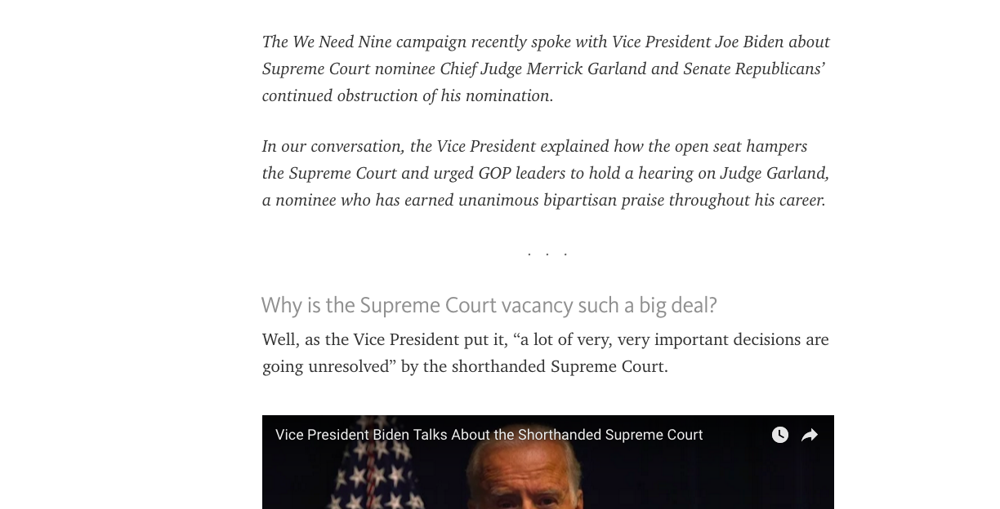 The We Need Nine campaign recently spoke with Vice President Joe Biden about
Supreme Court nominee Chief Judge Merrick Garland and Senate Republicans’
continued obstruction of his nomination.
In our conversation, the Vice President explained how the open seat hampers
the Supreme Court and urged GOP leaders to hold a hearing on Judge Garland,
a nominee who has earned unanimous bipartisan praise throughout his career.
. . .
Why is the Supreme Court vacancy such a big deal?
Well, as the Vice President put it, “a lot of very, very important decisions are
going unresolved” by the shorthanded Supreme Court.
Vice President Biden Talks About the Shorthanded Supreme Court